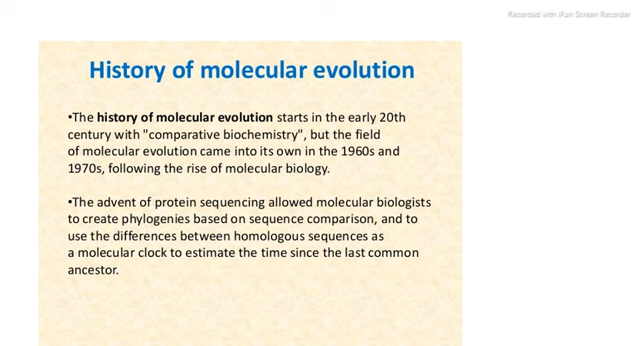 Recorded with iFun Screen Recorder
History of molecular evolution
•The history of molecular evolution starts in the early 20th
century with "comparative biochemistry", but the field
of molecular evolution came into its own in the 1960s and
1970s, following the rise of molecular biology.
•The advent of protein sequencing allowed molecular biologists
to create phylogenies based on sequence comparison, and to
use the differences between homologous sequences as
a molecular clock to estimate the time since the last common
ancestor.